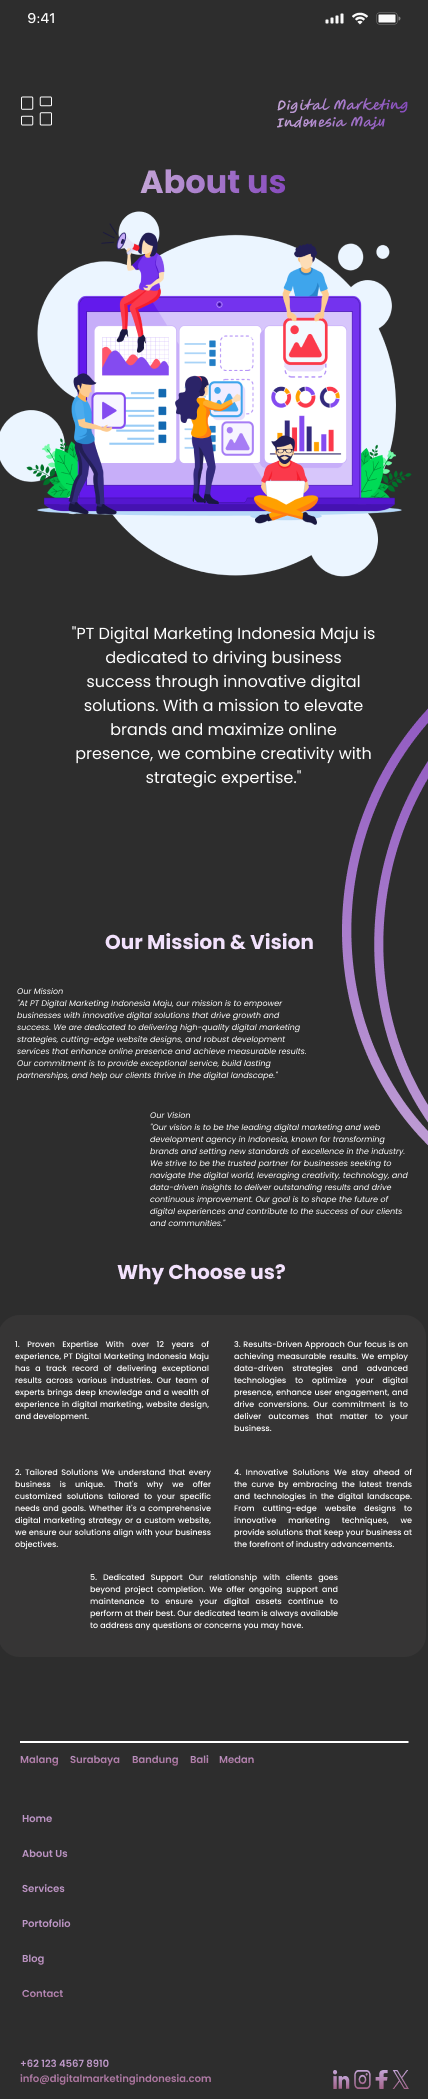 9:41
Digital Marketing
Indonesia Maju
About us
"PT Digital Marketing Indonesia Maju is
dedicated to driving business
success through innovative digital
solutions. With a mission to elevate
brands and maximize online
presence, we combine creativity with
strategic expertise."
Our Mission & Vision
Our Mission
"At PT Digital Marketing Indonesia Maju, our mission is to empower
businesses with innovative digital solutions that drive growth and
success. We are dedicated to delivering high-quality digital marketing
strategies, cutting-edge website designs, and robust development
services that enhance online presence and achieve measurable results.
Our commitment is to provide exceptional service, build lasting
partnerships, and help our clients thrive in the digital landscape."
Our Vision
"Our vision is to be the leading digital marketing and web
development agency in Indonesia, known for transforming
brands and setting new standards of excellence in the industry.
We strive to be the trusted partner for businesses seeking to
navigate the digital world, leveraging creativity, technology, and
data-driven insights to deliver outstanding results and drive
continuous improvement. Our goal is to shape the future of
digital experiences and contribute to the success of our clients
and communities."
Why Choose us?
1. Proven Expertise With over 12 years of
experience, PT Digital Marketing Indonesia Maju
has a track record of delivering exceptional
results across various industries. Our team of
experts brings deep knowledge and a wealth of
experience in digital marketing, website design,
and development.
3. Results-Driven Approach Our focus is on
achieving measurable results. We employ
data-driven strategies and advanced
technologies to optimize your digital
presence, enhance user engagement, and
drive conversions. Our commitment is to
deliver outcomes that matter to your
business.
2. Tailored Solutions We understand that every
business is unique. That's why we offer
customized solutions tailored to your specific
needs and goals. Whether it's a comprehensive
digital marketing strategy or a custom website,
we ensure our solutions align with your business
objectives.
4. Innovative Solutions We stay ahead of
the curve by embracing the latest trends
and technologies in the digital landscape.
From cutting-edge website designs to
innovative marketing techniques, we
provide solutions that keep your business at
the forefront of industry advancements.
5. Dedicated Support Our relationship with clients goes
beyond project completion. We offer ongoing support and
maintenance to ensure your digital assets continue to
perform at their best. Our dedicated team is always available
to address any questions or concerns you may have.
Malang Surabaya Bandung Bali Medan
Home
About Us
Services
Portofolio
Blog
Contact
+62 123 4567 8910
info@digitalmarketingindonesia.com